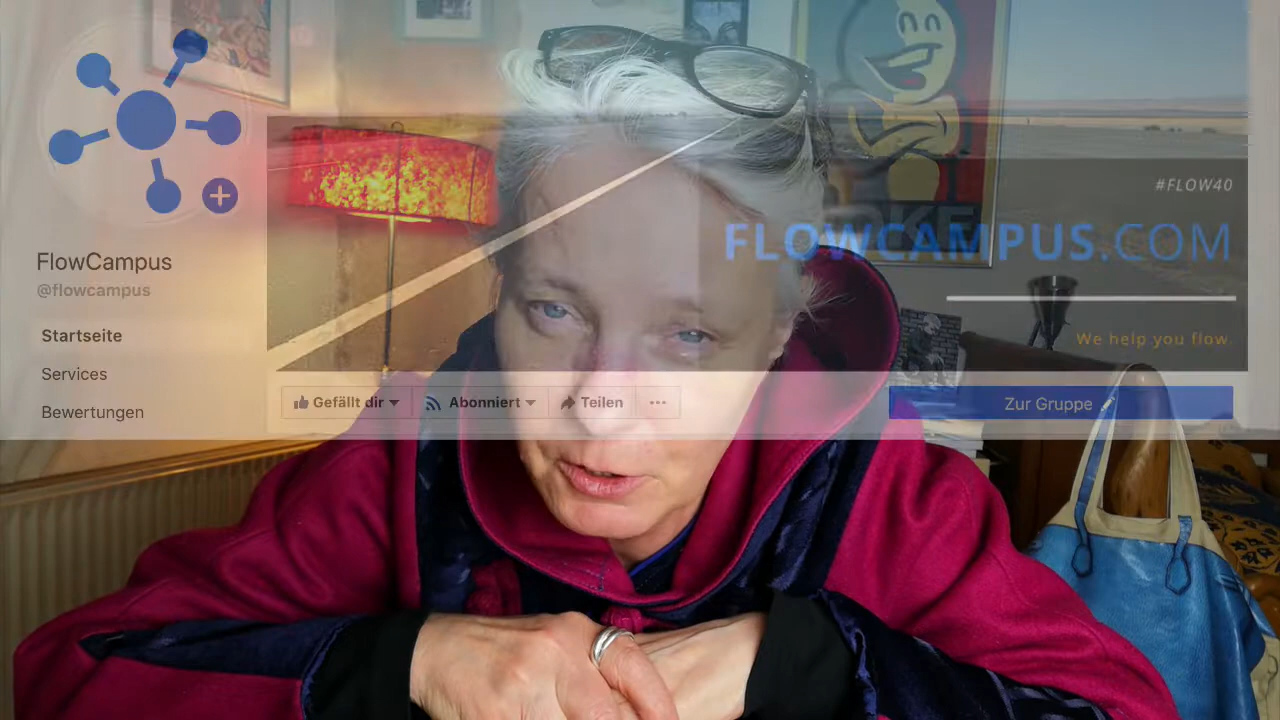 #FLOW40
FLOWCAMPUS.COM
We help you flow.
FlowCampus
@flowcampus
Startseite
Services
Bewertungen
Gefällt dir
Abonniert
Teilen
Zur Gruppe